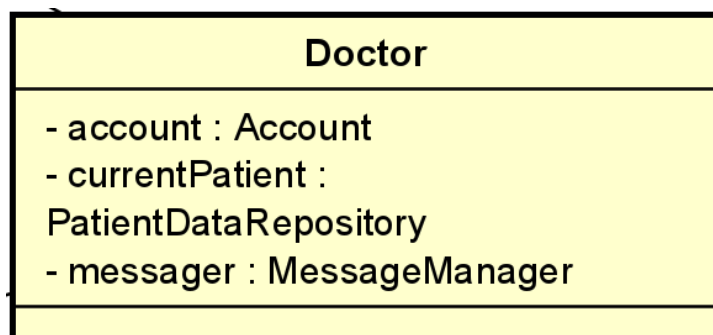 Doctor
- account : Account
- currentPatient :
PatientDataRepository
- messager : MessageManager